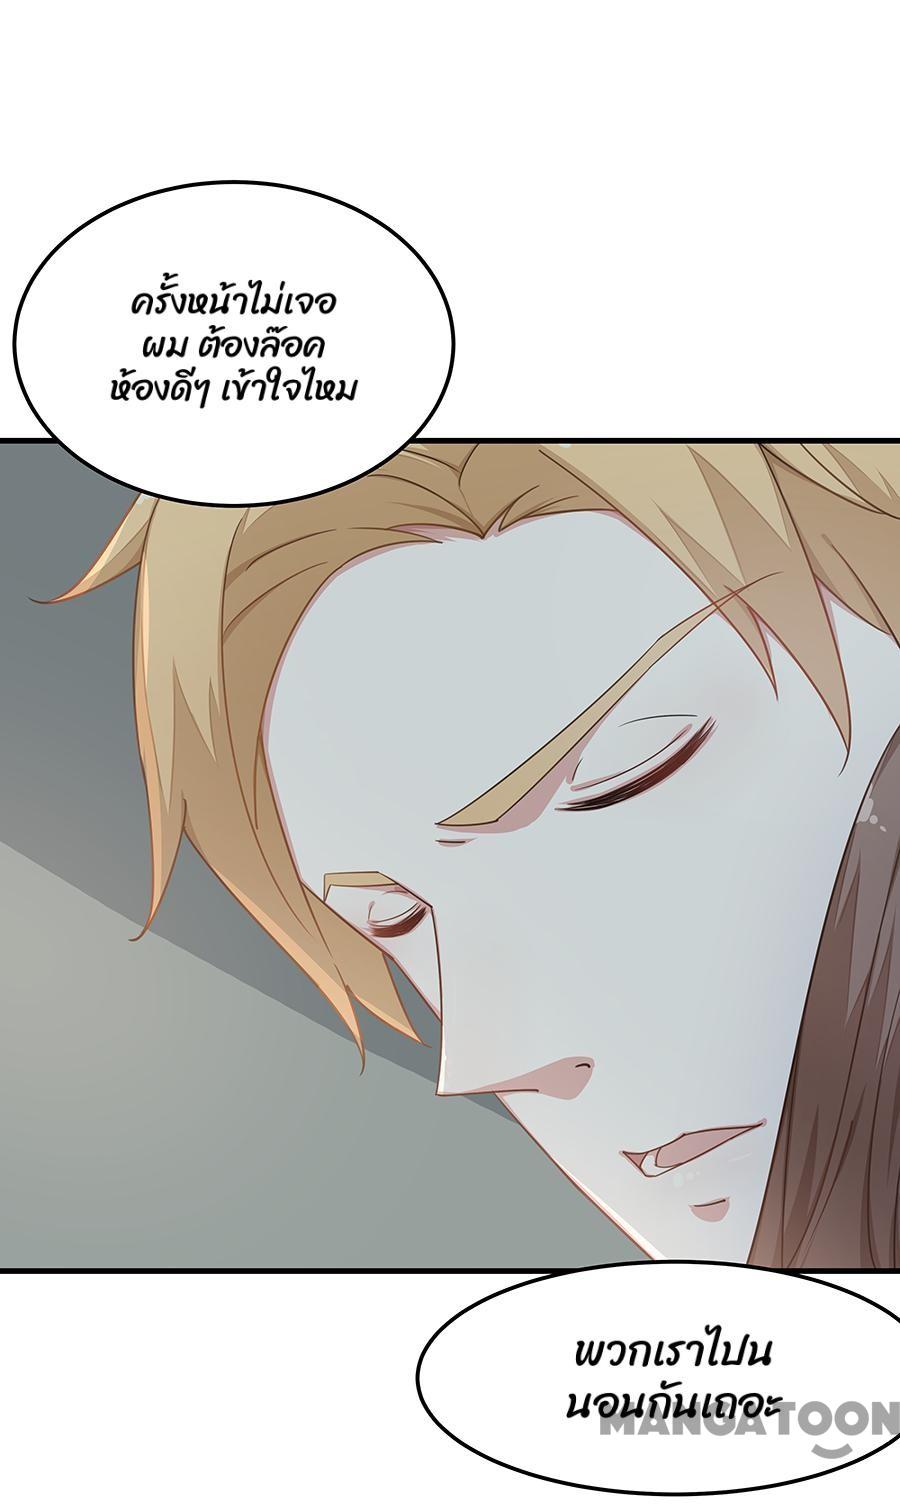 ครั้งหน้าไม่เจอ
ผม ต้องล๊อค
ห้องดีๆ เข้าใจไหม
พวกเราไปน
นอนกันเถอะ
MANGATOON